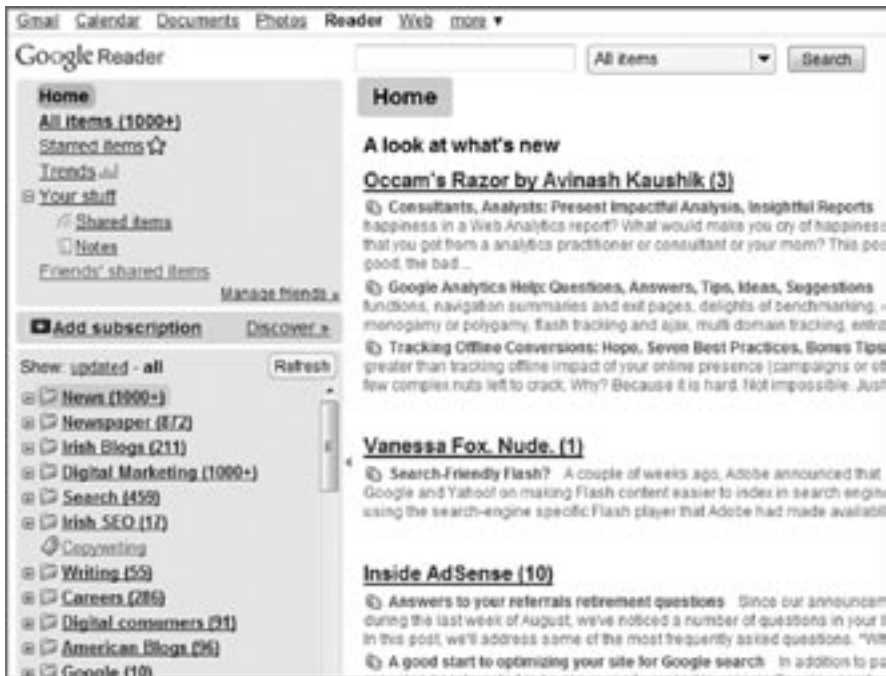 Gmail Calendar Documents Photos Reader Web more ▼
Google Reader
All items
Search
Home
All items (1000+)
Starred items
Trends
Your stuff
Shared items
Notes
Friends' shared items
Manage friends »
Add subscription
Discover »
Show: updated - all
Refresh
News (1000+)
Newspaper (872)
Irish Blogs (211)
Digital Marketing (1000+)
Search (459)
Irish SEO (17)
Copywriting
Writing (55)
Careers (286)
Digital consumers (91)
American Blogs (96)
Google (10)
Home
A look at what's new
Occam's Razor by Avinash Kaushik (3)
Consultants, Analysts: Present Impactful Analysis, Insightful Reports
happiness in a Web Analytics report? What would make you cry of happiness
that you got from a analytics practitioner or consultant or your mom? This
good, the bad ...
Google Analytics Help: Questions, Answers, Tips, Ideas, Suggestions
functions, navigation summaries and exit pages, delights of benchmarking,
monogamy or polygamy, flash tracking and ajax, multi domain tracking,
Tracking Offline Conversions: Hope, Seven Best Practices, Bonus Tips
greater than tracking offline impact of your online presence (campaigns or
few complex nuts left to crack. Why? Because it is hard. Not impossible. Just
Vanessa Fox. Nude. (1)
Search-Friendly Flash? A couple of weeks ago, Adobe announced that
Google and Yahoo! on making Flash content easier to index in search
using the search-engine specific Flash player that Adobe had made
Inside AdSense (10)
Answers to your referrals retirement questions Since our
during the last week of August, we've noticed a number of questions in your
In this post, we'll address some of the most frequently asked questions.
A good start to optimizing your site for Google search In addition to